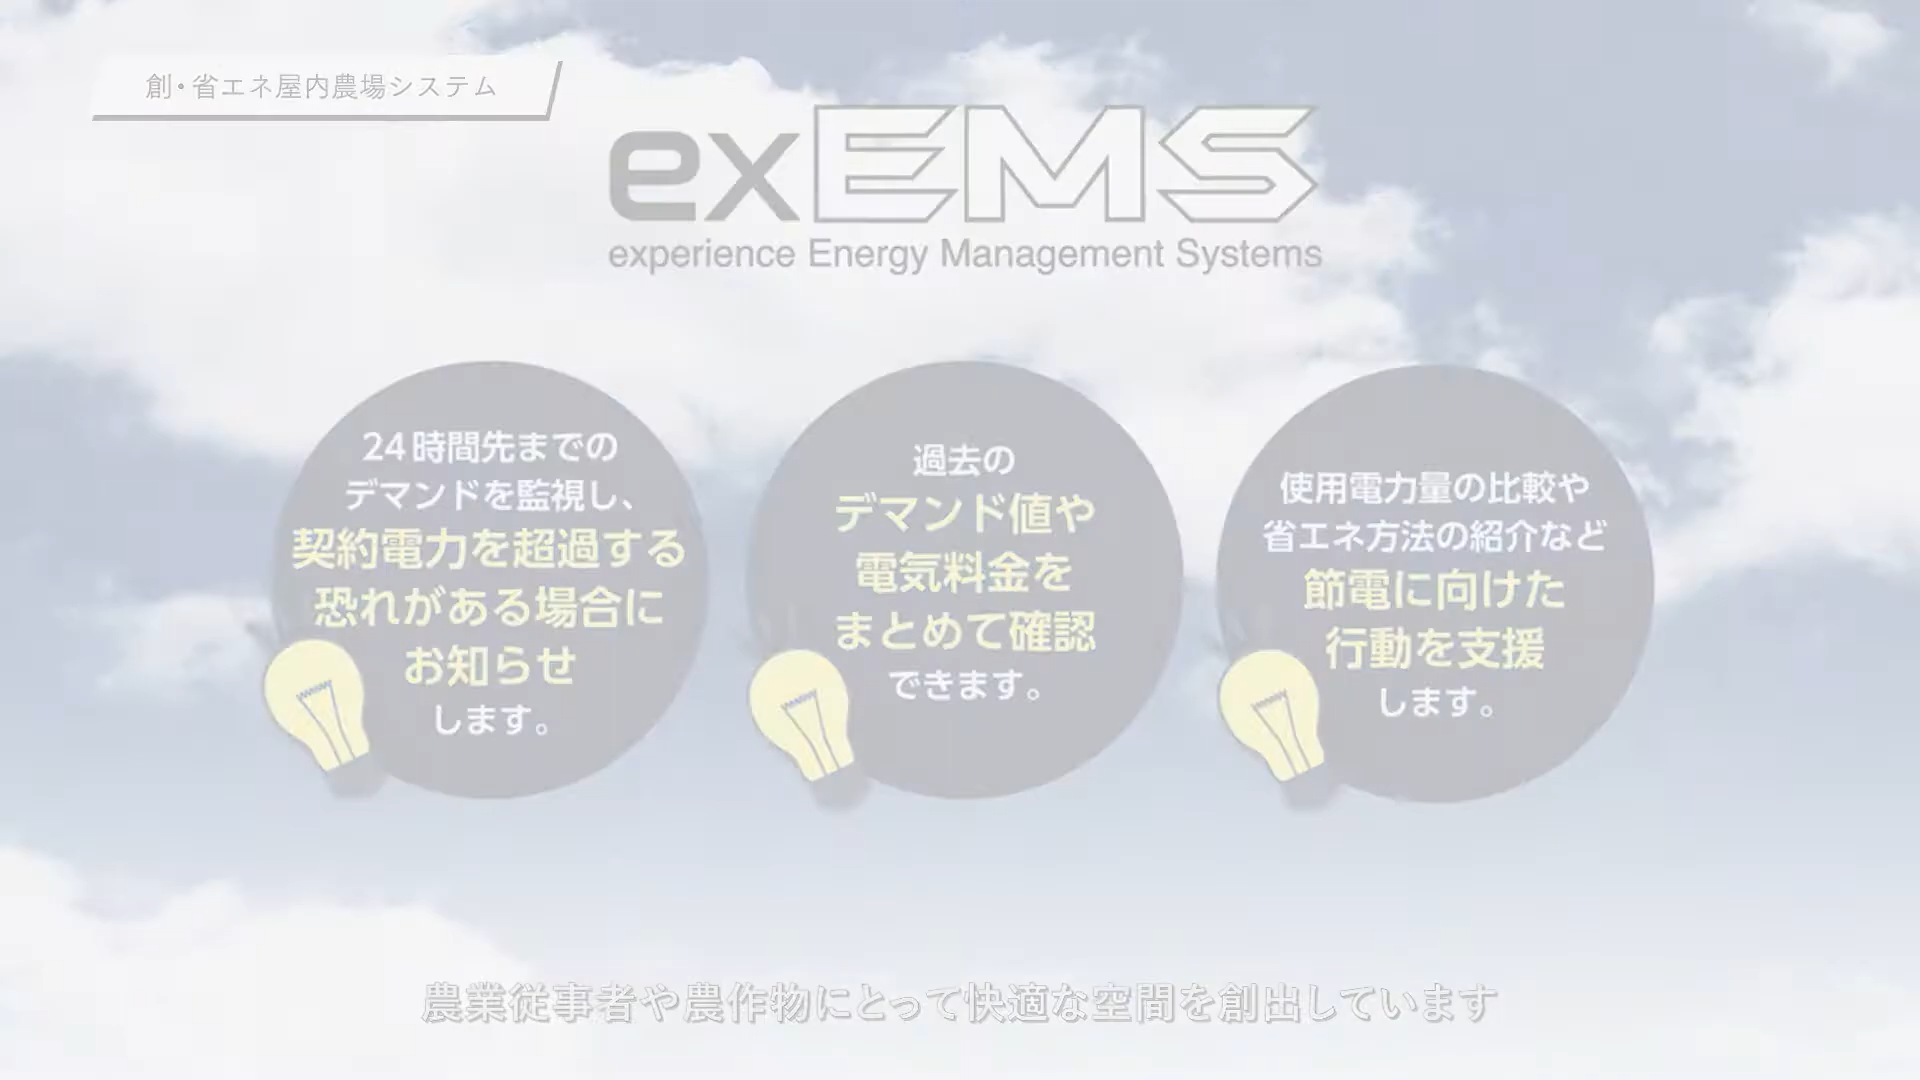 創・省エネ屋内農場システム
exEMS
experience Energy Management Systems
24時間先までの
デマンドを監視し、
契約電力を超過する
恐れがある場合に
お知らせ
します。
過去の
デマンド値や
電気料金を
まとめて確認
できます。
使用電力量の比較や
省エネ方法の紹介など
節電に向けた
行動を支援
します。
農業従事者や農作物にとって快適な空間を創出しています